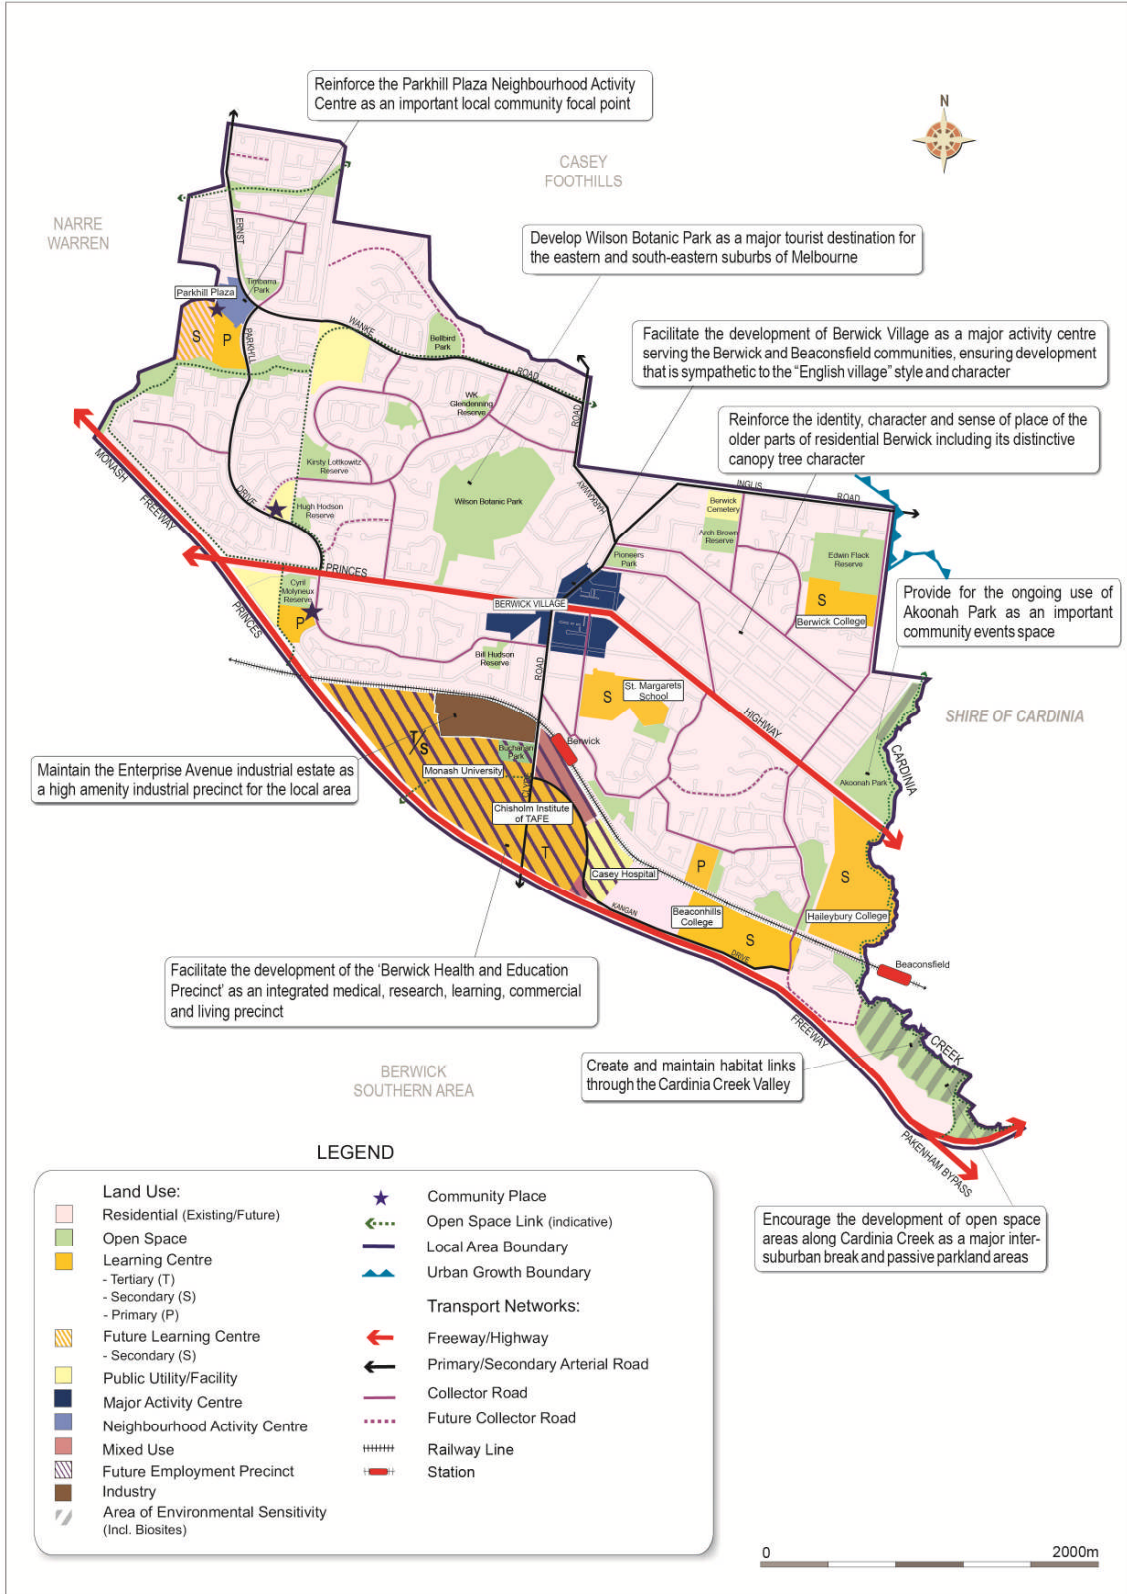 Reinforce the Parkhill Plaza Neighbourhood Activity
Centre as an important local community focal point
N
CASEY
FOOTHILLS
NARRE
WARREN
Develop Wilson Botanic Park as a major tourist destination for
the eastern and south-eastern suburbs of Melbourne
ERNST
Timbarra
Park
Parkhill Plaza
S
P
PARKHILL
WANKE
ROAD
Bellbird
Park
Facilitate the development of Berwick Village as a major activity centre
serving the Berwick and Beaconsfield communities, ensuring development
that is sympathetic to the "English village" style and character
WK
Glendenning
Reserve
ROAD
Reinforce the identity, character and sense of place of the
older parts of residential Berwick including its distinctive
canopy tree character
MONASH
FREEWAY
Kirsty Lottkowitz
Reserve
DRIVE
Hugh Hodson
Reserve
Wilson Botanic Park
HARKAWAY
INGLIS
ROAD
Berwick
Cemetery
Arch Brown
Reserve
Edwin Flack
Reserve
Pioneers
Park
PRINCES
PRINCES
Cyril
Molyneux
Reserve
P
BERWICK VILLAGE
S
Berwick College
Provide for the ongoing use of
Akoonah Park as an important
community events space
Bill Hudson
Reserve
ROAD
S
St. Margarets
School
HIGHWAY
SHIRE OF CARDINIA
CARDINIA
Berwick
T/S
Buchanan
Park
Monash University
CLYDE
Akoonah Park
Maintain the Enterprise Avenue industrial estate as
a high amenity industrial precinct for the local area
Chisholm Institute
of TAFE
T
Casey Hospital
P
S
KANGAN
Beaconhills
College
S
Haileybury College
DRIVE
Beaconsfield
Facilitate the development of the 'Berwick Health and Education
Precinct' as an integrated medical, research, learning, commercial
and living precinct
FREEWAY
CREEK
Create and maintain habitat links
through the Cardinia Creek Valley
BERWICK
SOUTHERN AREA
PAKENHAM BYPASS
Encourage the development of open space
areas along Cardinia Creek as a major inter-
suburban break and passive parkland areas
LEGEND
Land Use:
Residential (Existing/Future)
Open Space
Learning Centre
- Tertiary (T)
- Secondary (S)
- Primary (P)
Future Learning Centre
- Secondary (S)
Public Utility/Facility
Major Activity Centre
Neighbourhood Activity Centre
Mixed Use
Future Employment Precinct
Industry
Area of Environmental Sensitivity
(Incl. Biosites)
Community Place
Open Space Link (indicative)
Local Area Boundary
Urban Growth Boundary
Transport Networks:
Freeway/Highway
Primary/Secondary Arterial Road
Collector Road
Future Collector Road
Railway Line
Station
0
2000m